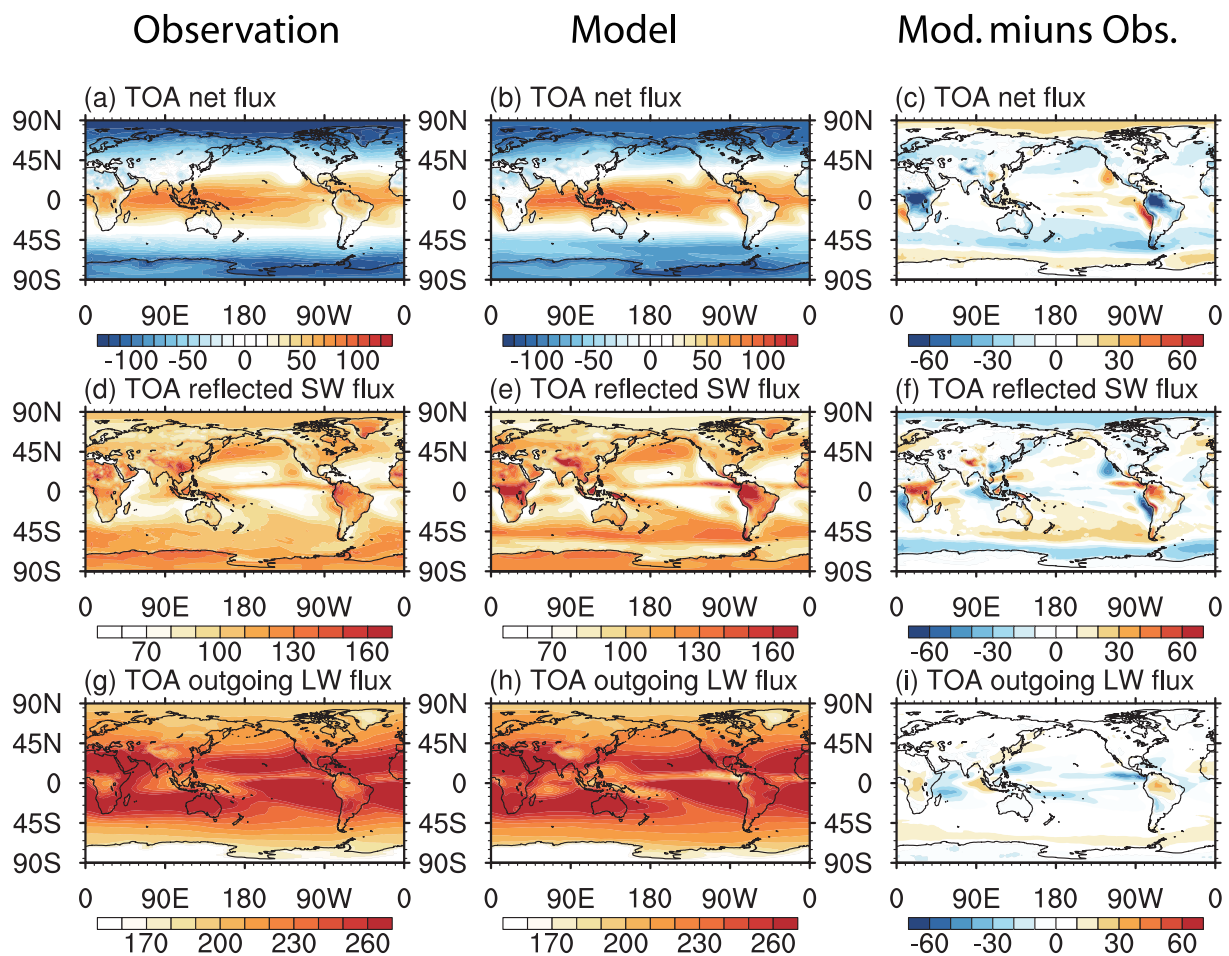 Observation Model Mod. miuns Obs.
(a) TOA net flux (b) TOA net flux (c) TOA net flux
90N 90N 90N
45N 45N 45N
0 0 0
45S 45S 45S
90S 90S 90S
0 90E 180 90W 0 0 90E 180 90W 0 0 90E 180 90W 0
-100 -50 0 50 100 -100 -50 0 50 100 -60 -30 0 30 60
(d) TOA reflected SW flux (e) TOA reflected SW flux (f) TOA reflected SW flux
90N 90N 90N
45N 45N 45N
0 0 0
45S 45S 45S
90S 90S 90S
0 90E 180 90W 0 0 90E 180 90W 0 0 90E 180 90W 0
70 100 130 160 70 100 130 160 -60 -30 0 30 60
(g) TOA outgoing LW flux (h) TOA outgoing LW flux (i) TOA outgoing LW flux
90N 90N 90N
45N 45N 45N
0 0 0
45S 45S 45S
90S 90S 90S
0 90E 180 90W 0 0 90E 180 90W 0 0 90E 180 90W 0
170 200 230 260 170 200 230 260 -60 -30 0 30 60